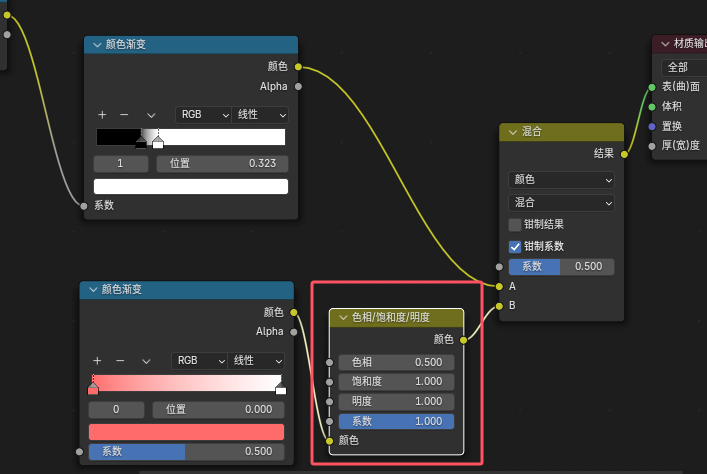 颜色渐变
颜色
Alpha
RGB 线性
1 位置 0.323
系数
颜色渐变
颜色
Alpha
RGB 线性
0 位置 0.000
系数 0.500
色相/饱和度/明度
颜色
色相 0.500
饱和度 1.000
明度 1.000
系数 1.000
颜色
混合
结果
颜色
混合
钳制结果
钳制系数
系数 0.500
A
B
材质输出
全部
表(曲)面
体积
置换
厚(宽)度